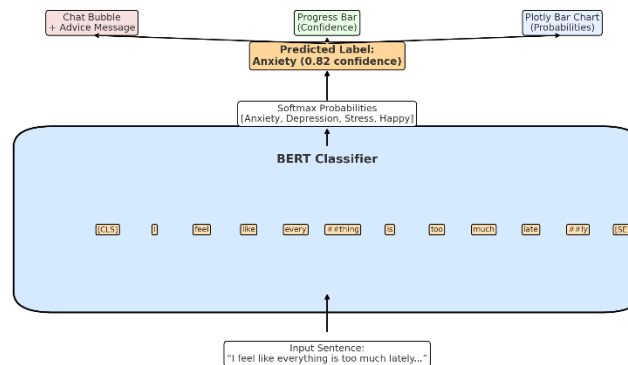 Chat Bubble
+ Advice Message
Progress Bar
(Confidence)
Plotly Bar Chart
(Probabilities)
Predicted Label:
Anxiety (0.82 confidence)
Softmax Probabilities
[Anxiety, Depression, Stress, Happy]
BERT Classifier
[CLS] I feel like every ##thing is too much late ##ly [SE
Input Sentence:
"I feel like everything is too much lately..."